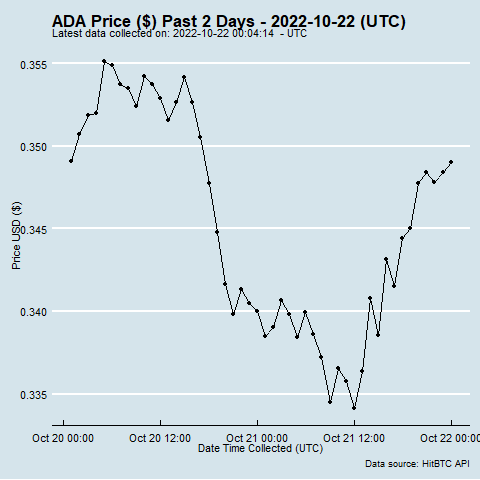 ADA Price ($) Past 2 Days - 2022-10-22 (UTC)
Latest data collected on: 2022-10-22 00:04:14  - UTC
0.355
0.350
0.345
0.340
0.335
Price USD ($)
Oct 20 00:00 Oct 20 12:00 Oct 21 00:00 Oct 21 12:00 Oct 22 00:00
Date Time Collected (UTC)
Data source: HitBTC API